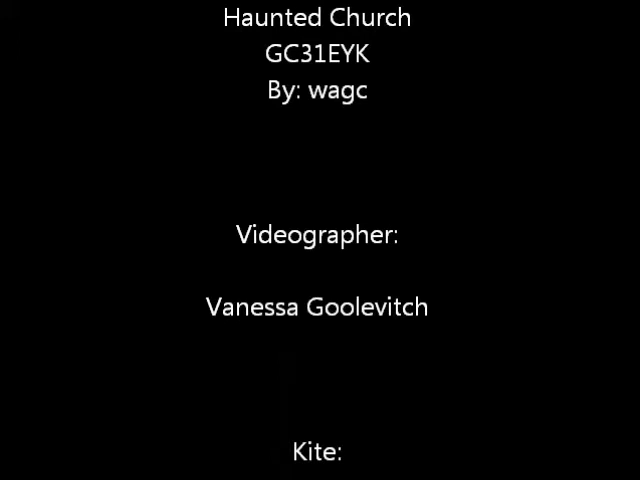 Haunted Church
GC31EYK
By: wagc
Videographer:
Vanessa Goolevitch
Kite: